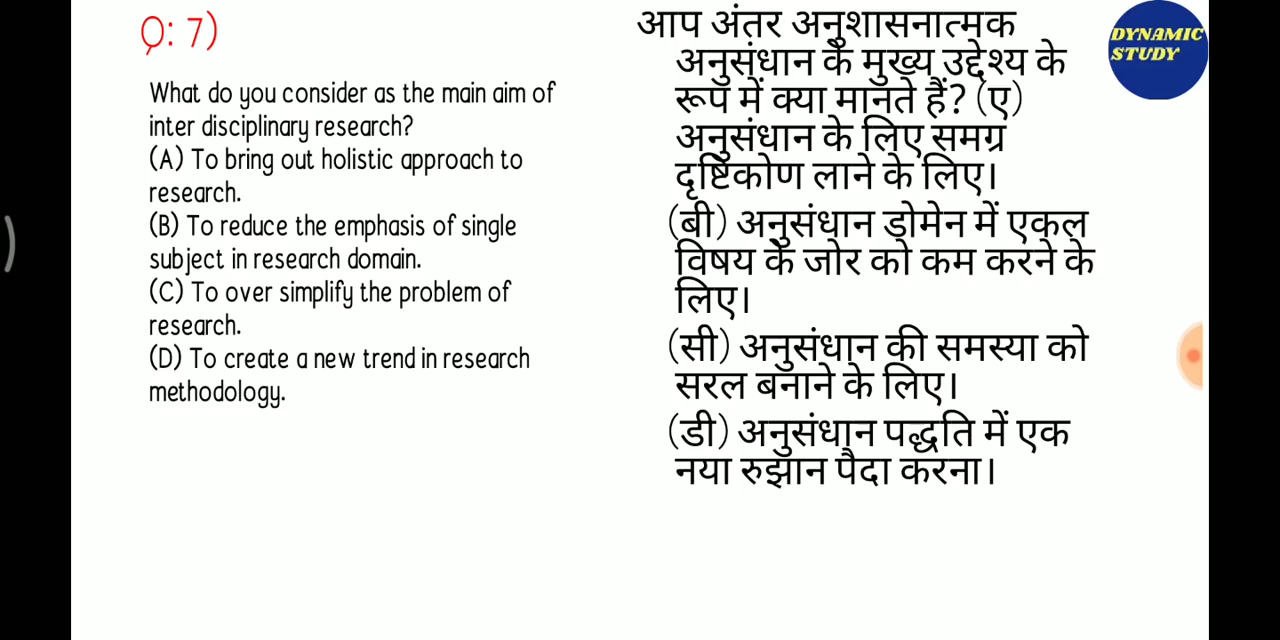 Q: 7)
What do you consider as the main aim of
inter disciplinary research?
(A) To bring out holistic approach to
research.
(B) To reduce the emphasis of single
subject in research domain.
(C) To over simplify the problem of
research.
(D) To create a new trend in research
methodology.
आप अंतर अनुशासनात्मक
अनुसंधान के मुख्य उद्देश्य के
रूप में क्या मानते हैं? (ए)
अनुसंधान के लिए समग्र
दृष्टिकोण लाने के लिए।
(बी) अनुसंधान डोमेन में एकल
विषय के जोर को कम करने के
लिए।
(सी) अनुसंधान की समस्या को
सरल बनाने के लिए।
(डी) अनुसंधान पद्धति में एक
नया रुझान पैदा करना।
DYNAMIC
STUDY